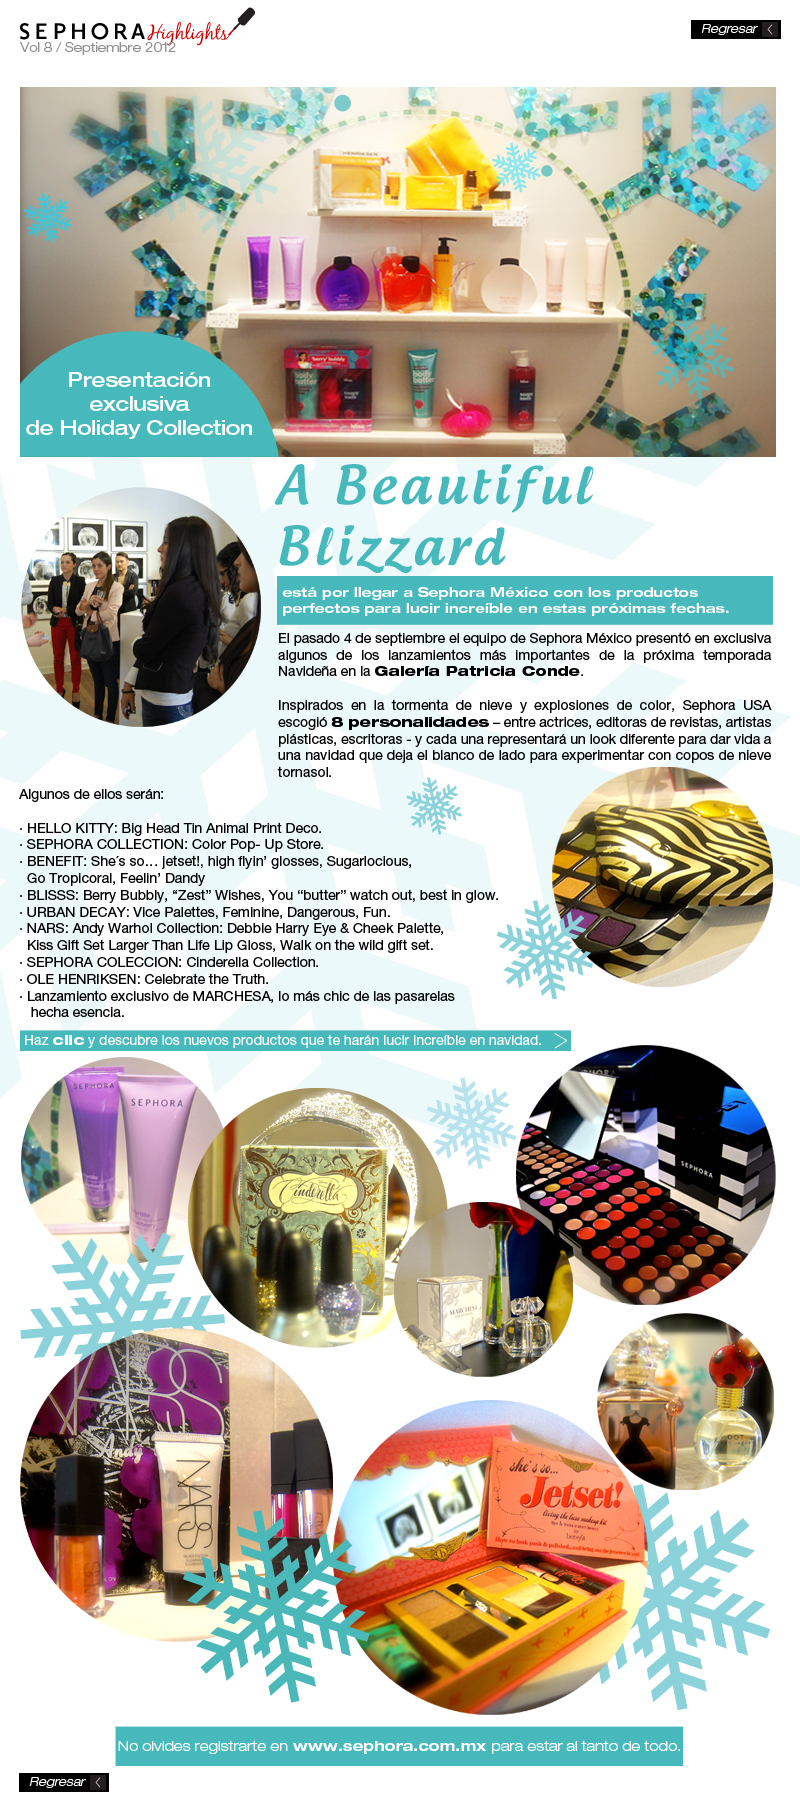 SEPHORA Highlights
Vol 8 / Septiembre 2012
Regresar
Presentación
exclusiva
de Holiday Collection
A Beautiful
Blizzard
está por llegar a Sephora México con los productos
perfectos para lucir increíble en estas próximas fechas.
El pasado 4 de septiembre el equipo de Sephora México presentó en exclusiva
algunos de los lanzamientos más importantes de la próxima temporada
Navideña en la Galería Patricia Conde.
Inspirados en la tormenta de nieve y explosiones de color, Sephora USA
escogió 8 personalidades – entre actrices, editoras de revistas, artistas
plásticas, escritoras - y cada una representará un look diferente para dar vida a
una navidad que deja el blanco de lado para experimentar con copos de nieve
tornasol.
Algunos de ellos serán:
· HELLO KITTY: Big Head Tin Animal Print Deco.
· SEPHORA COLLECTION: Color Pop- Up Store.
· BENEFIT: She´s so… jetset!, high flyin’ glosses, Sugarlocious,
Go Tropicoral, Feelin’ Dandy
· BLISSS: Berry Bubbly, “Zest” Wishes, You “butter” watch out, best in glow.
· URBAN DECAY: Vice Palettes, Feminine, Dangerous, Fun.
· NARS: Andy Warhol Collection: Debbie Harry Eye & Cheek Palette,
Kiss Gift Set Larger Than Life Lip Gloss, Walk on the wild gift set.
· SEPHORA COLECCION: Cinderella Collection.
· OLE HENRIKSEN: Celebrate the Truth.
· Lanzamiento exclusivo de MARCHESA, lo más chic de las pasarelas
hecha esencia.
Haz clic y descubre los nuevos productos que te harán lucir increíble en navidad.
SEPHORA
SEPHORA
Cinderella
SEPHORA
MARCHESA
NARS
Andy
NARS
DOT
she's so...
Jetset!
living the luxe makeup kit
benefit
No olvides registrarte en www.sephora.com.mx para estar al tanto de todo.
Regresar